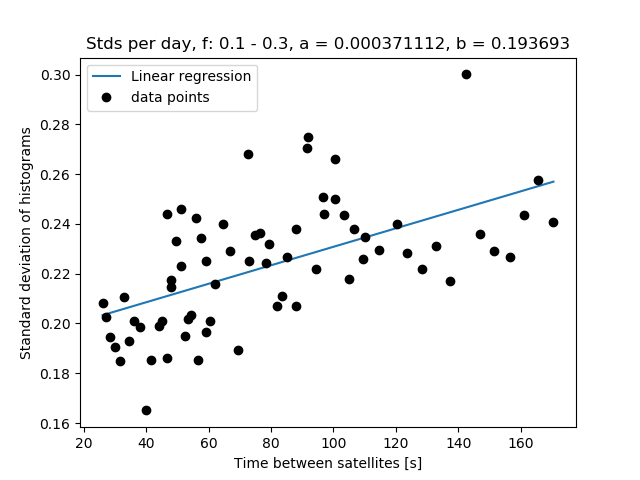 Stds per day, f: 0.1 - 0.3, a = 0.000371112, b = 0.193693
Linear regression
data points
Standard deviation of histograms
0.30
0.28
0.26
0.24
0.22
0.20
0.18
0.16
20 40 60 80 100 120 140 160
Time between satellites [s]